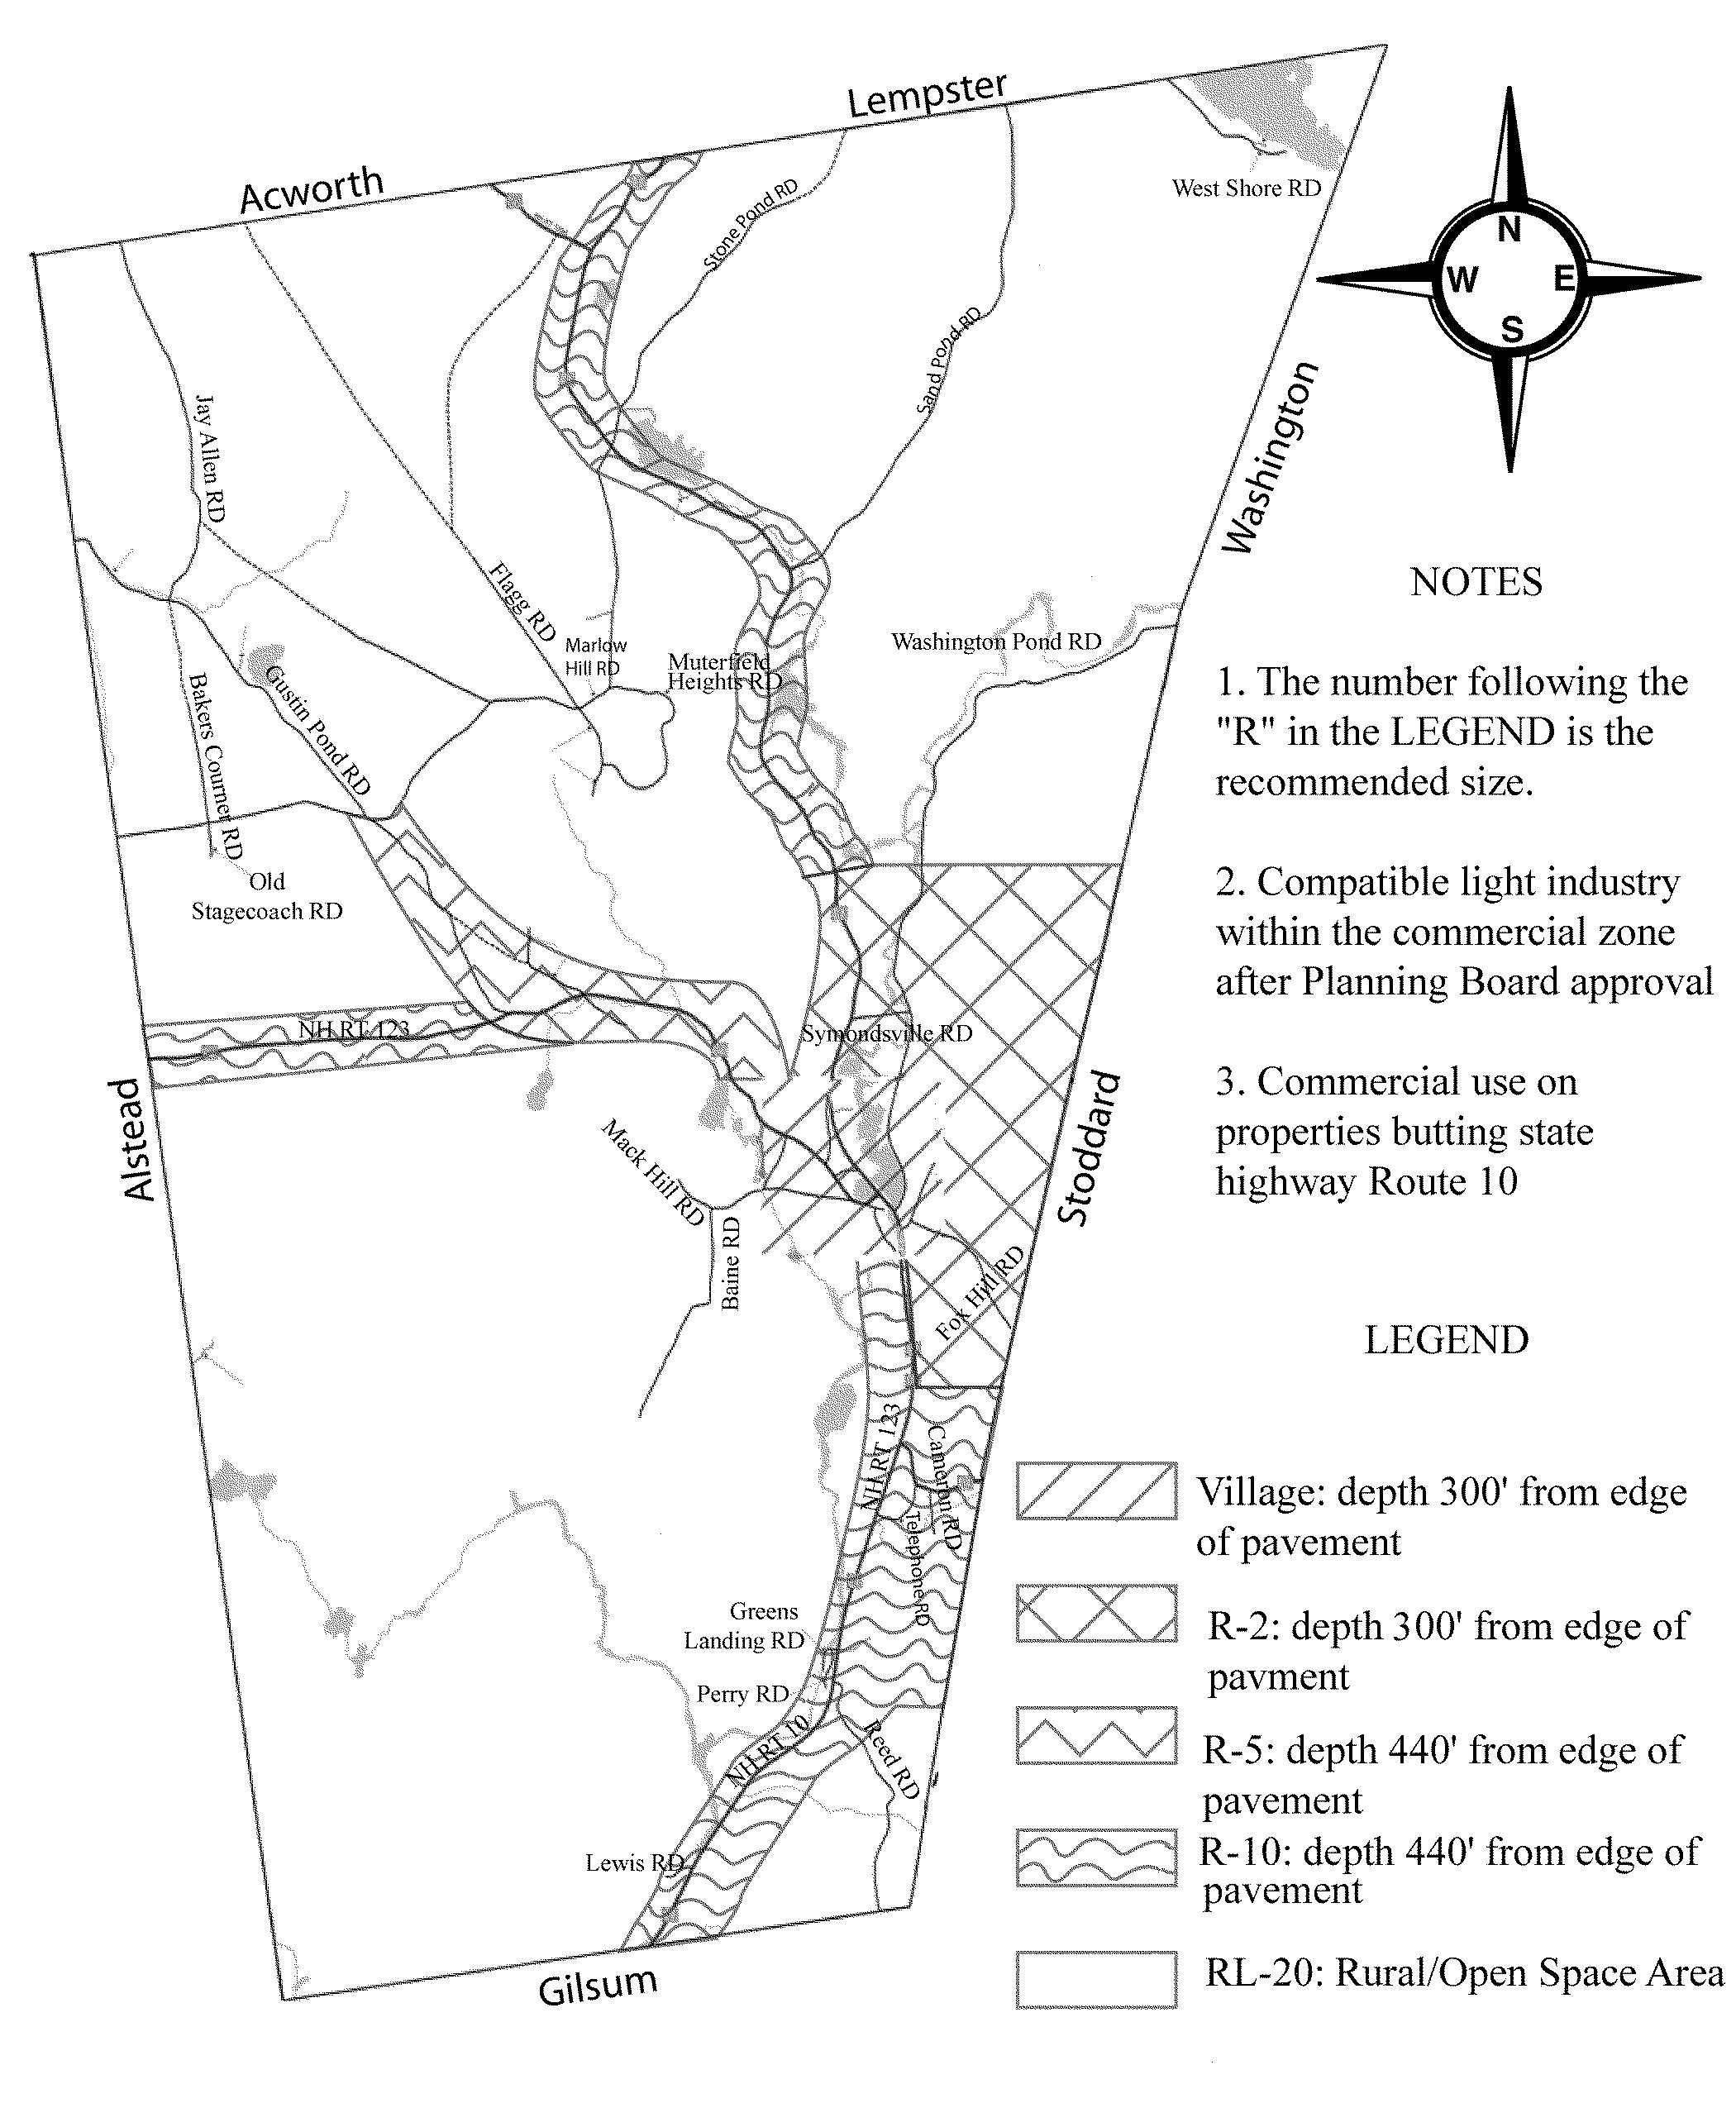 Lempster
Acworth
West Shore RD
N
W
E
S
Stone Pond RD
Sand Pond RD
Washington
Jay Allen RD
Flagg RD
Marlow
Hill RD
Muterfield
Heights RD
Washington Pond RD
Bakers Courner RD
Gustin Pond RD
Old
Stagecoach RD
NH RT 123
Symondsville RD
Alstead
Mack Hill RD
Baine RD
Stoddard
Fox Hill RD
NH RT 123
Cameron RD
Telephone RD
Greens
Landing RD
Perry RD
NH RT 10
Reed RD
Lewis RD
Gilsum
NOTES
1. The number following the
"R" in the LEGEND is the
recommended size.
2. Compatible light industry
within the commercial zone
after Planning Board approval
3. Commercial use on
properties butting state
highway Route 10
LEGEND
Village: depth 300' from edge
of pavement
R-2: depth 300' from edge of
pavment
R-5: depth 440' from edge of
pavement
R-10: depth 440' from edge of
pavement
RL-20: Rural/Open Space Area